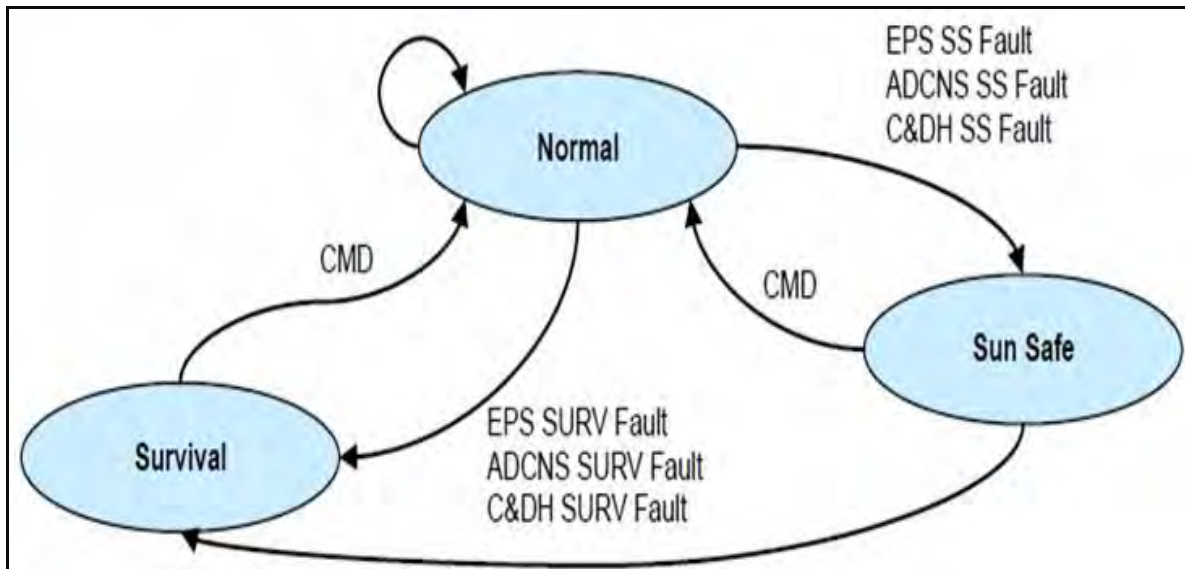 EPS SS Fault
ADCNS SS Fault
C&DH SS Fault
Normal
CMD
CMD
Sun Safe
EPS SURV Fault
ADCNS SURV Fault
C&DH SURV Fault
Survival